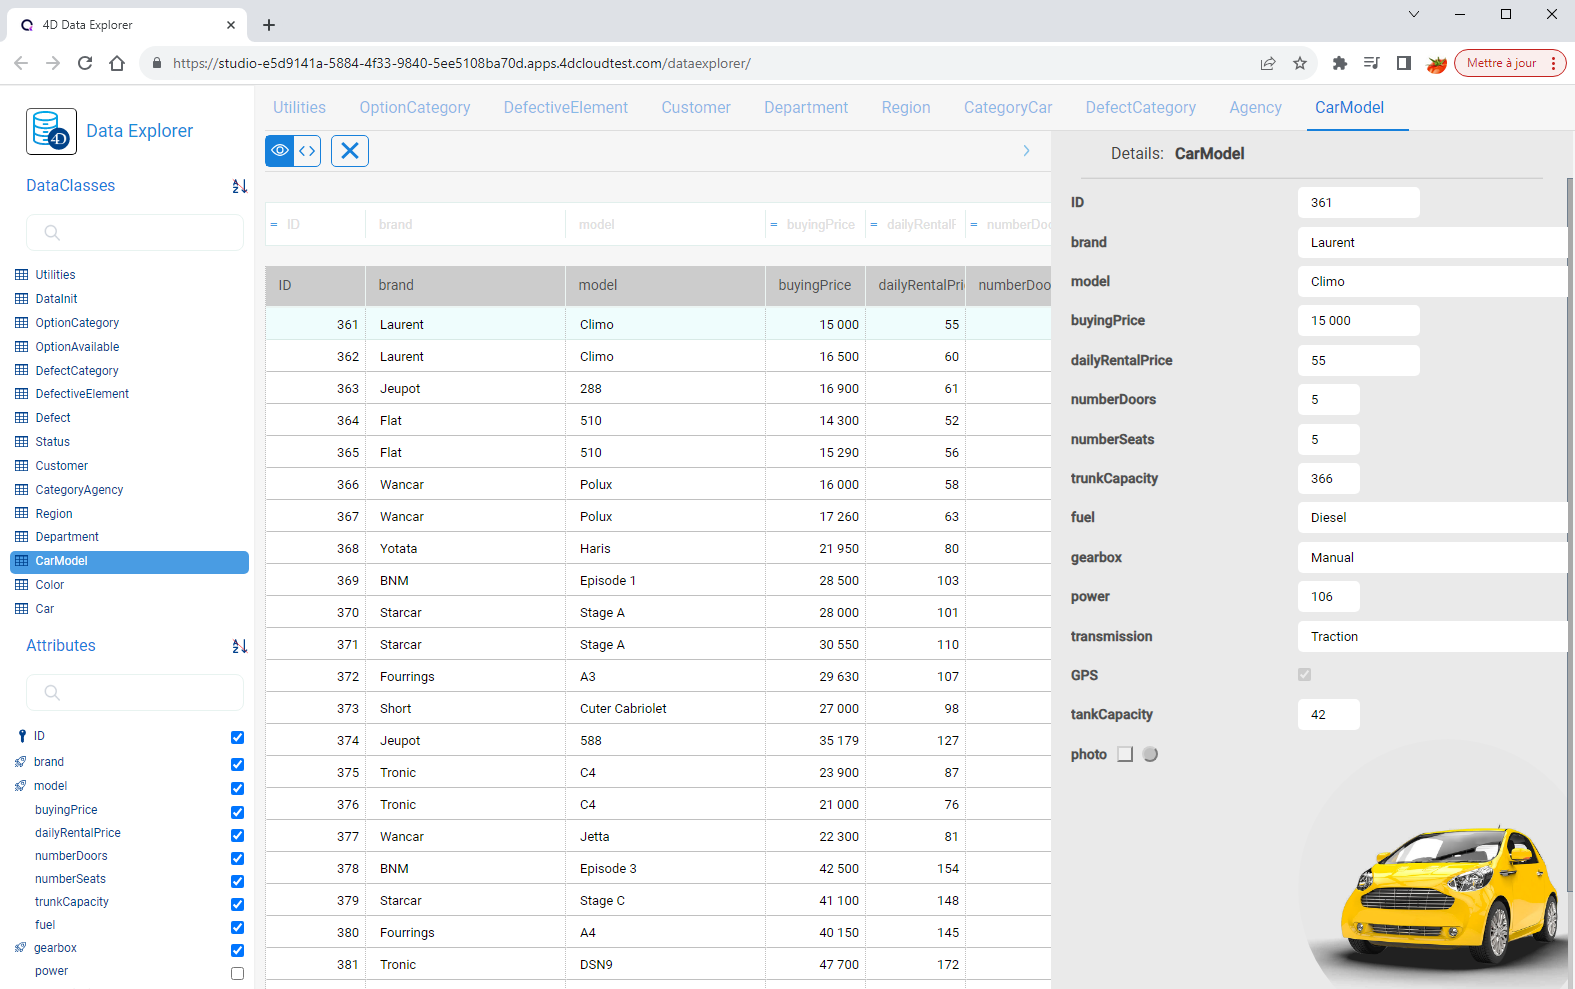 4D Data Explorer
https://studio-e5d9141a-5884-4f33-9840-5ee5108ba70d.apps.4dcloudtest.com/dataexplorer/
Mettre à jour
4D
Data Explorer
Utilities OptionCategory DefectiveElement Customer Department Region CategoryCar DefectCategory Agency CarModel
DataClasses
Utilities
DataInit
OptionCategory
OptionAvailable
DefectCategory
DefectiveElement
Defect
Status
Customer
CategoryAgency
Region
Department
CarModel
Color
Car
Attributes
ID
brand
model
buyingPrice
dailyRentalPrice
numberDoors
numberSeats
trunkCapacity
fuel
gearbox
power
= ID brand model = buyingPrice = dailyRentalF = numberDoo
ID brand model buyingPrice dailyRentalPri numberDoo
361 Laurent Climo 15 000 55
362 Laurent Climo 16 500 60
363 Jeupot 288 16 900 61
364 Flat 510 14 300 52
365 Flat 510 15 290 56
366 Wancar Polux 16 000 58
367 Wancar Polux 17 260 63
368 Yotata Haris 21 950 80
369 BNM Episode 1 28 500 103
370 Starcar Stage A 28 000 101
371 Starcar Stage A 30 550 110
372 Fourrings A3 29 630 107
373 Short Cuter Cabriolet 27 000 98
374 Jeupot 588 35 179 127
375 Tronic C4 23 900 87
376 Tronic C4 21 000 76
377 Wancar Jetta 22 300 81
378 BNM Episode 3 42 500 154
379 Starcar Stage C 41 100 148
380 Fourrings A4 40 150 145
381 Tronic DSN9 47 700 172
Details: CarModel
ID 361
brand Laurent
model Climo
buyingPrice 15 000
dailyRentalPrice 55
numberDoors 5
numberSeats 5
trunkCapacity 366
fuel Diesel
gearbox Manual
power 106
transmission Traction
GPS
tankCapacity 42
photo